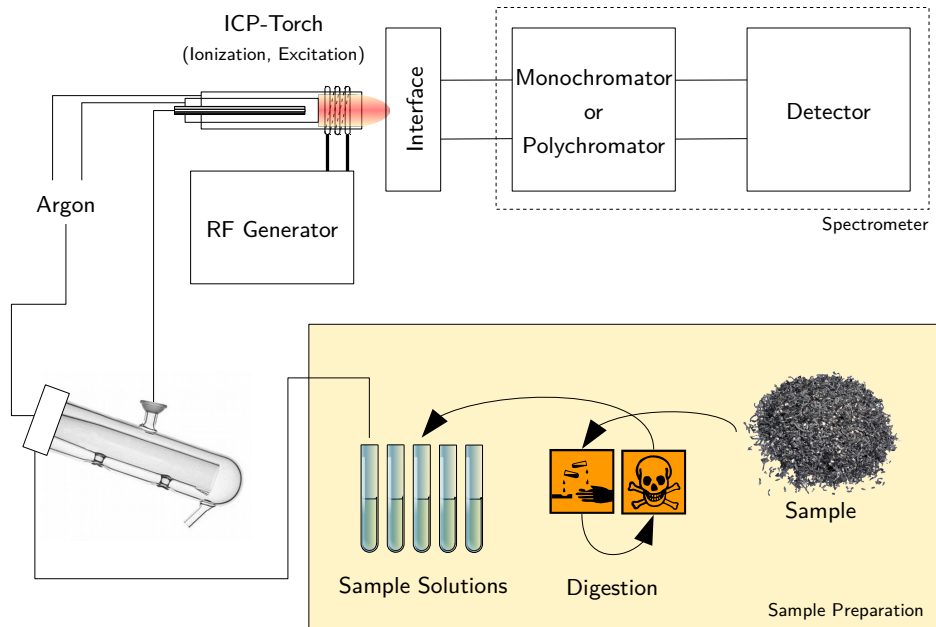 ICP-Torch
(Ionization, Excitation)
Interface
Monochromator
or
Polychromator
Detector
Spectrometer
Argon
RF Generator
Sample
Sample Solutions
Digestion
Sample Preparation